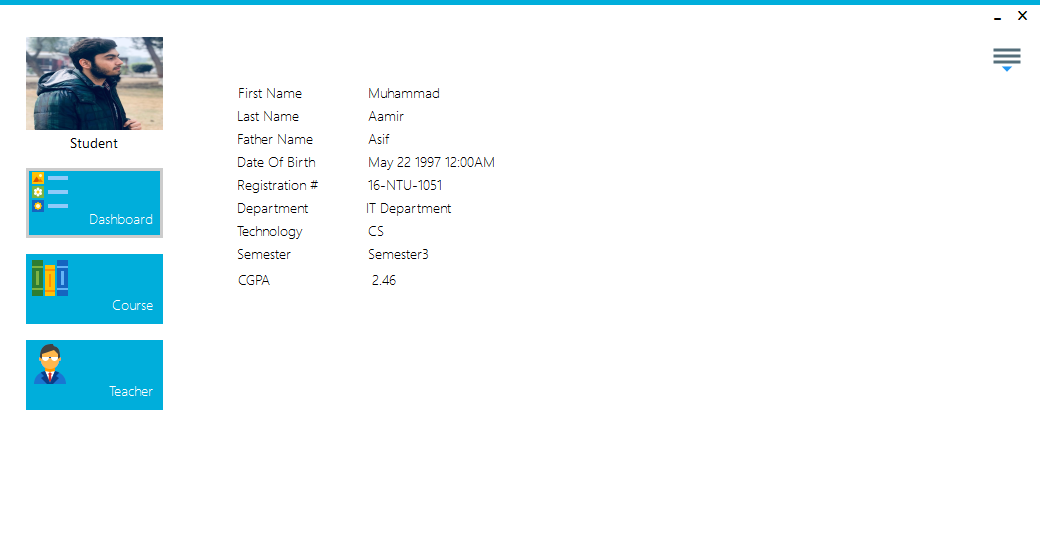 Student
Dashboard
Course
Teacher
First Name Muhammad
Last Name Aamir
Father Name Asif
Date Of Birth May 22 1997 12:00AM
Registration # 16-NTU-1051
Department IT Department
Technology CS
Semester Semester3
CGPA 2.46